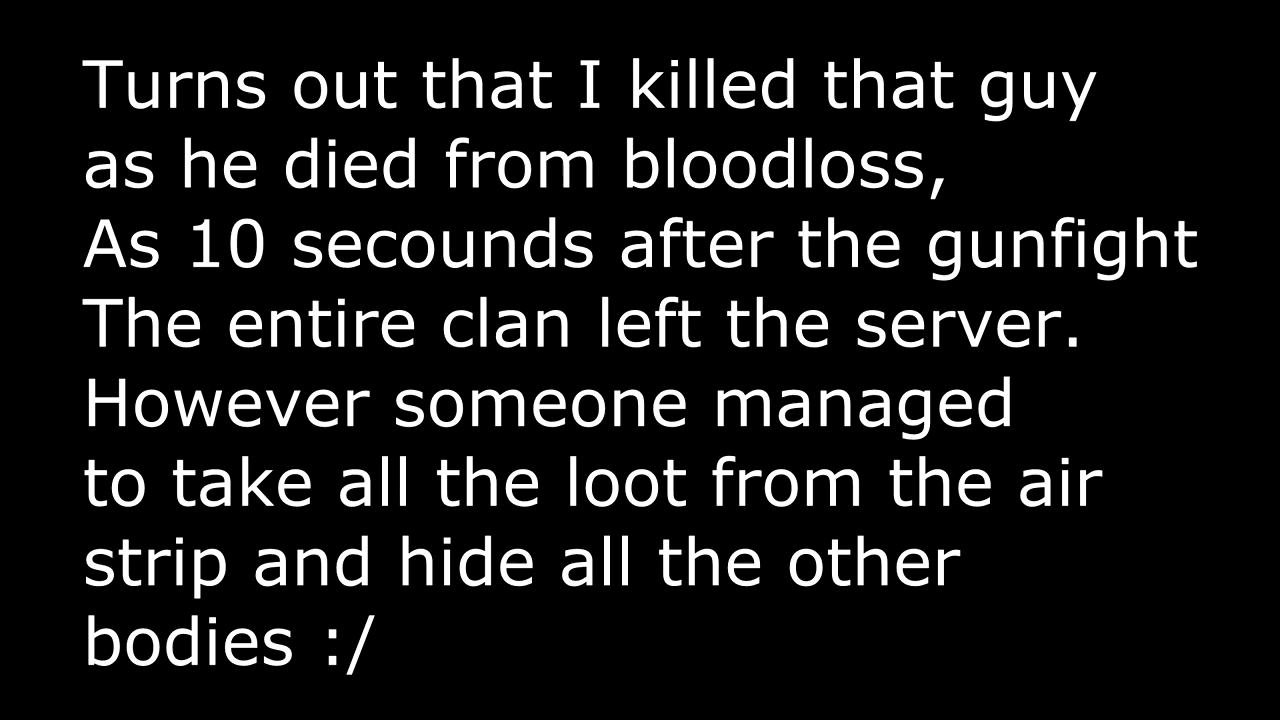 Turns out that I killed that guy
as he died from bloodloss,
As 10 secounds after the gunfight
The entire clan left the server.
However someone managed
to take all the loot from the air
strip and hide all the other
bodies :/